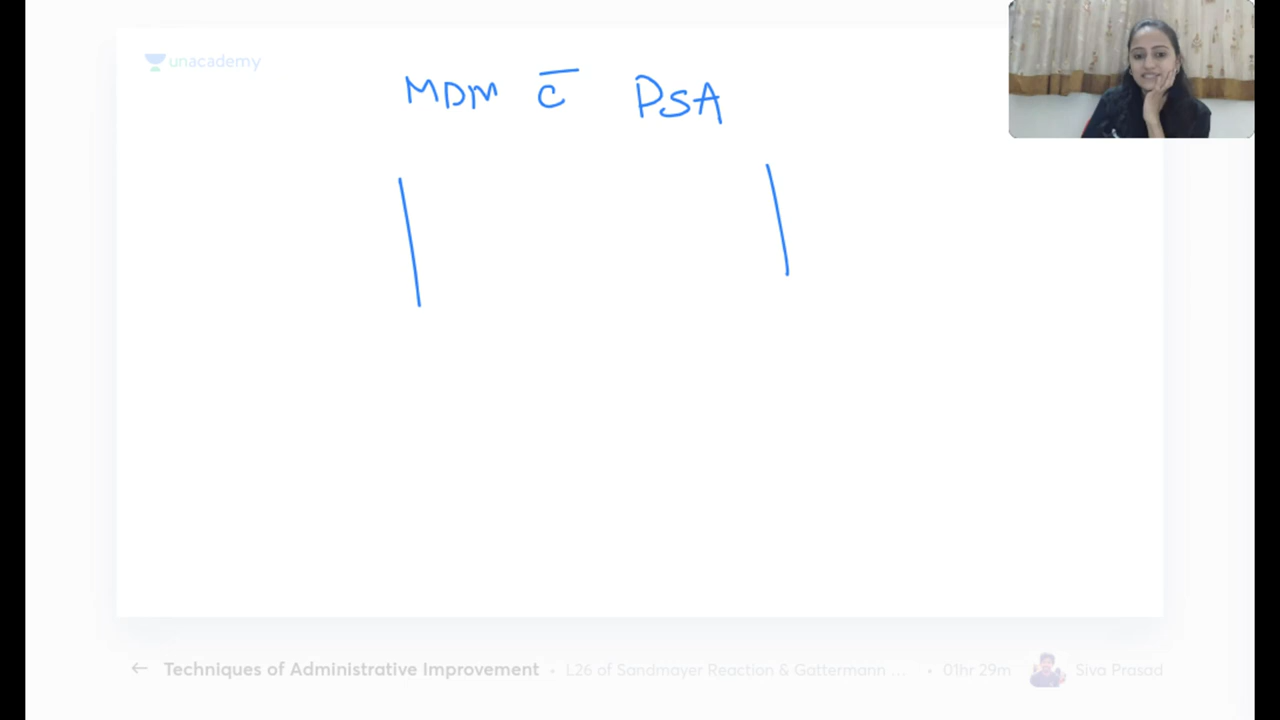 unacademy
MDM c̅ PSA
← Techniques of Administrative Improvement • L26 of Sandmayer Reaction & Gattermann ... • 01hr 29m Siva Prasad